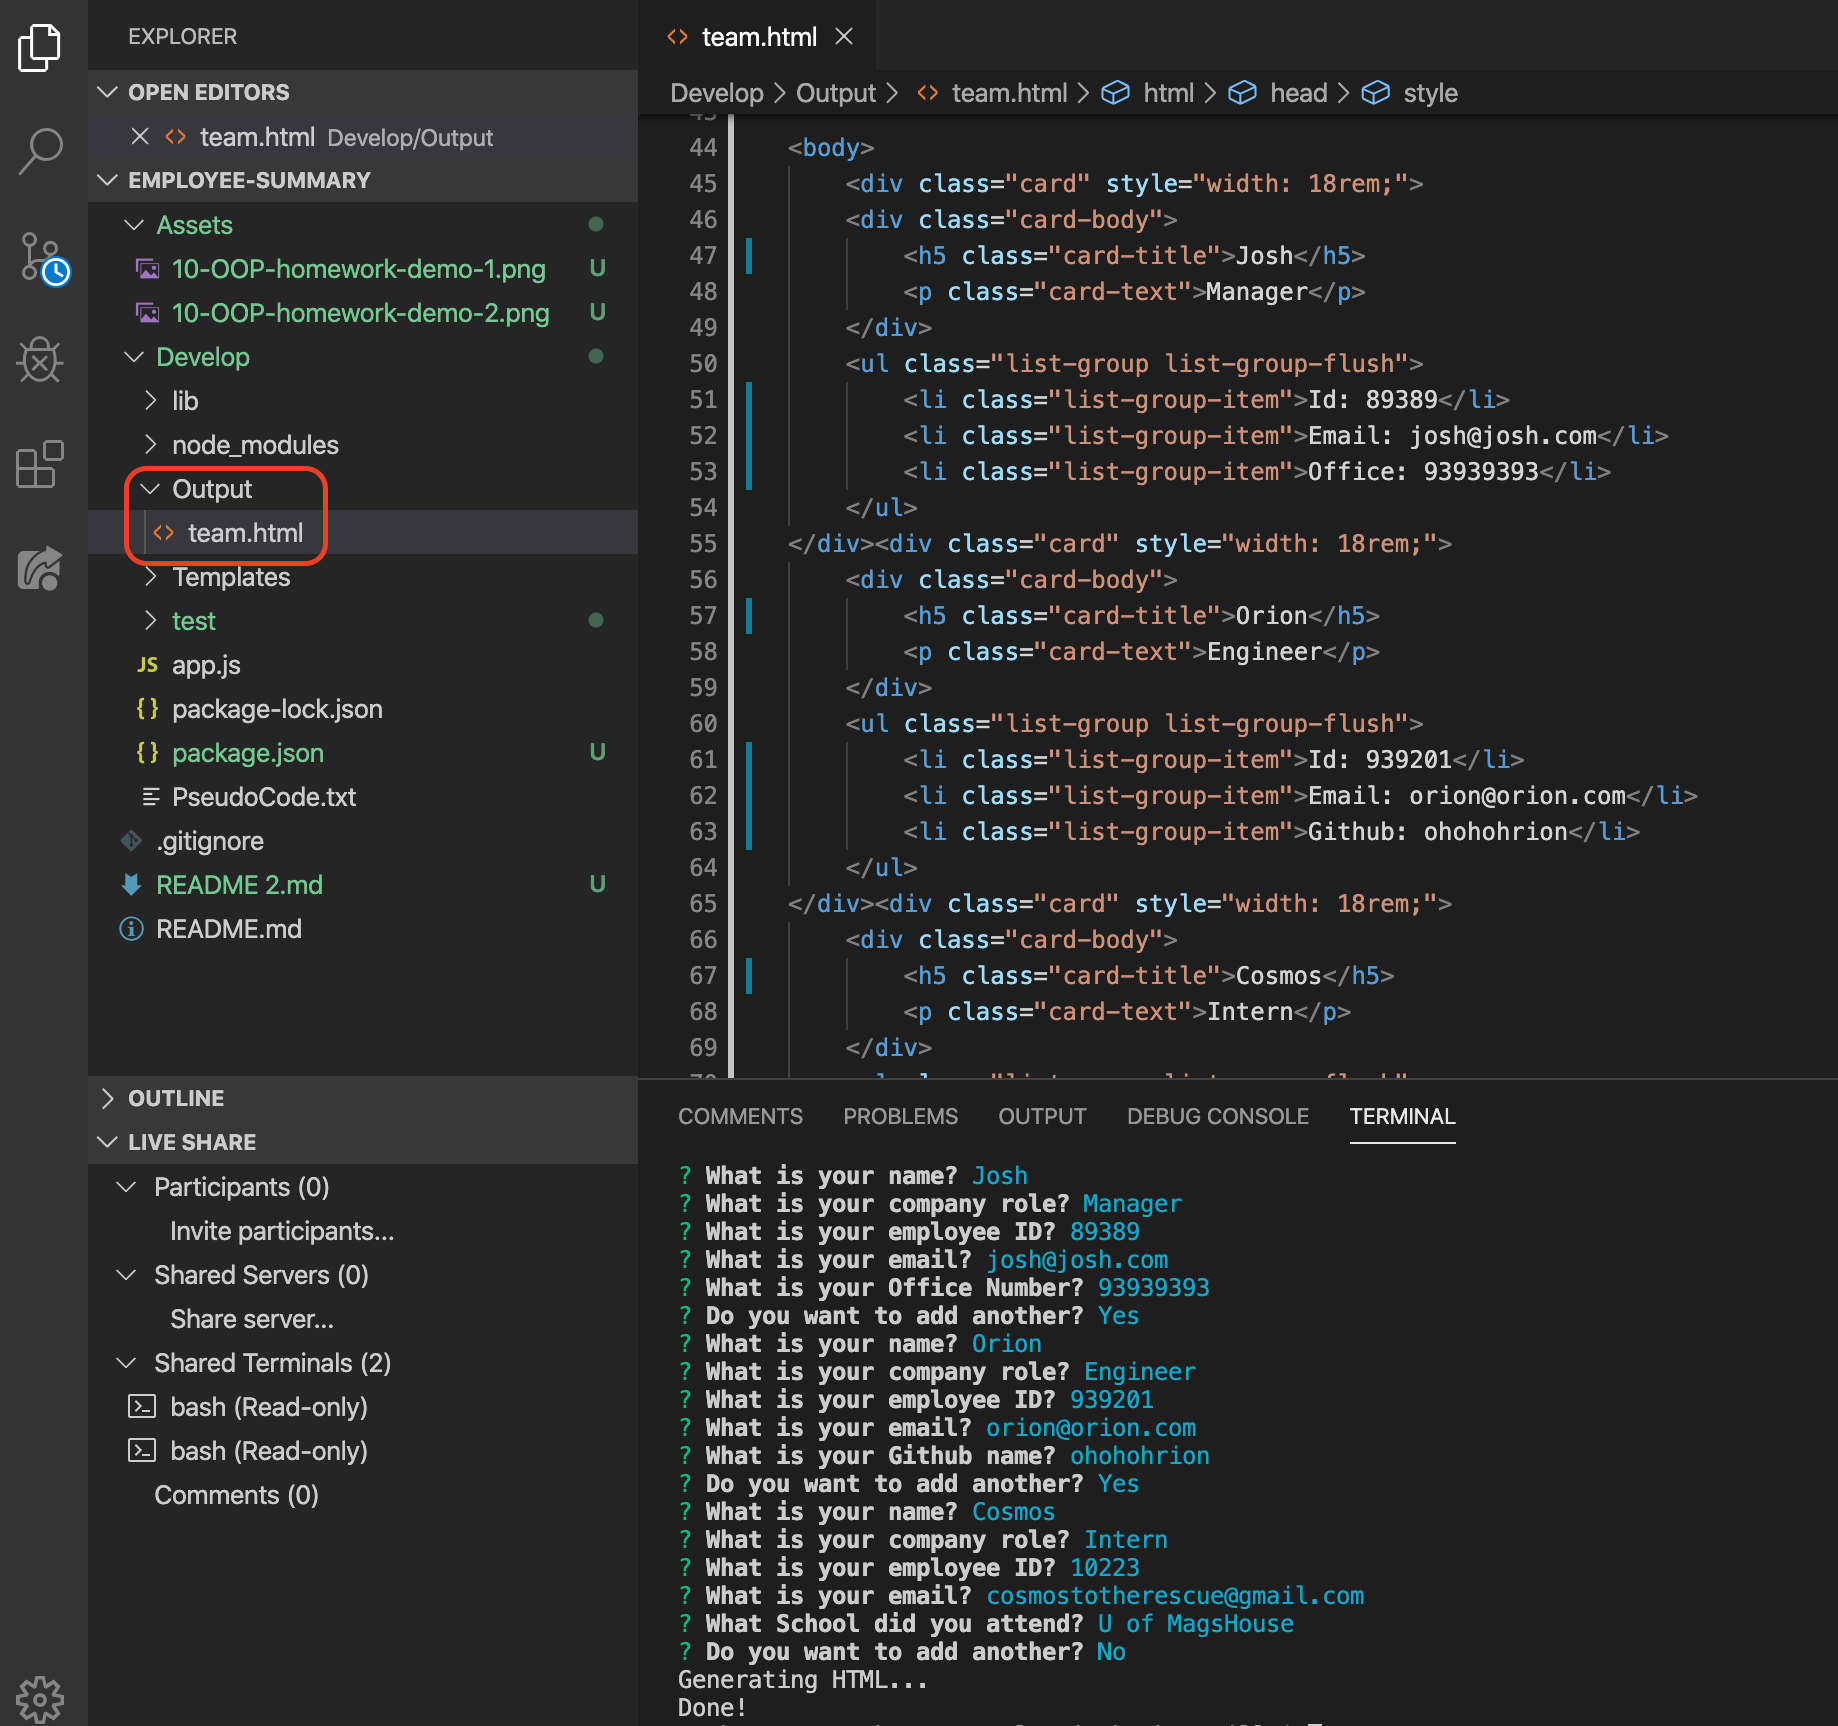 EXPLORER
OPEN EDITORS
team.html Develop/Output
EMPLOYEE-SUMMARY
Assets
10-OOP-homework-demo-1.png U
10-OOP-homework-demo-2.png U
Develop
lib
node_modules
Output
team.html
Templates
test
JS app.js
{} package-lock.json
{} package.json U
PseudoCode.txt
.gitignore
README 2.md U
README.md
OUTLINE
LIVE SHARE
Participants (0)
Invite participants...
Shared Servers (0)
Share server...
Shared Terminals (2)
bash (Read-only)
bash (Read-only)
Comments (0)
team.html
Develop > Output > team.html > html > head > style
44 <body>
45 <div class="card" style="width: 18rem;">
46 <div class="card-body">
47 <h5 class="card-title">Josh</h5>
48 <p class="card-text">Manager</p>
49 </div>
50 <ul class="list-group list-group-flush">
51 <li class="list-group-item">Id: 89389</li>
52 <li class="list-group-item">Email: josh@josh.com</li>
53 <li class="list-group-item">Office: 93939393</li>
54 </ul>
55 </div><div class="card" style="width: 18rem;">
56 <div class="card-body">
57 <h5 class="card-title">Orion</h5>
58 <p class="card-text">Engineer</p>
59 </div>
60 <ul class="list-group list-group-flush">
61 <li class="list-group-item">Id: 939201</li>
62 <li class="list-group-item">Email: orion@orion.com</li>
63 <li class="list-group-item">Github: ohohohrion</li>
64 </ul>
65 </div><div class="card" style="width: 18rem;">
66 <div class="card-body">
67 <h5 class="card-title">Cosmos</h5>
68 <p class="card-text">Intern</p>
69 </div>
COMMENTS PROBLEMS OUTPUT DEBUG CONSOLE TERMINAL
? What is your name? Josh
? What is your company role? Manager
? What is your employee ID? 89389
? What is your email? josh@josh.com
? What is your Office Number? 93939393
? Do you want to add another? Yes
? What is your name? Orion
? What is your company role? Engineer
? What is your employee ID? 939201
? What is your email? orion@orion.com
? What is your Github name? ohohohrion
? Do you want to add another? Yes
? What is your name? Cosmos
? What is your company role? Intern
? What is your employee ID? 10223
? What is your email? cosmostotherescue@gmail.com
? What School did you attend? U of MagsHouse
? Do you want to add another? No
Generating HTML...
Done!